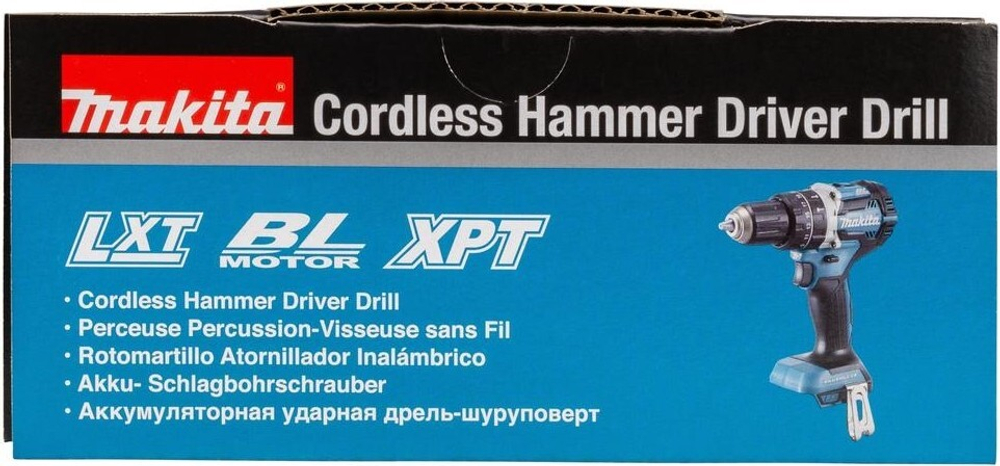 makita® Cordless Hammer Driver Drill
LXT BL MOTOR XPT
· Cordless Hammer Driver Drill
· Perceuse Percussion-Visseuse sans Fil
· Rotomartillo Atornillador Inalámbrico
· Akku- Schlagbohrschrauber
· Аккумуляторная ударная дрель-шуруповерт
makita